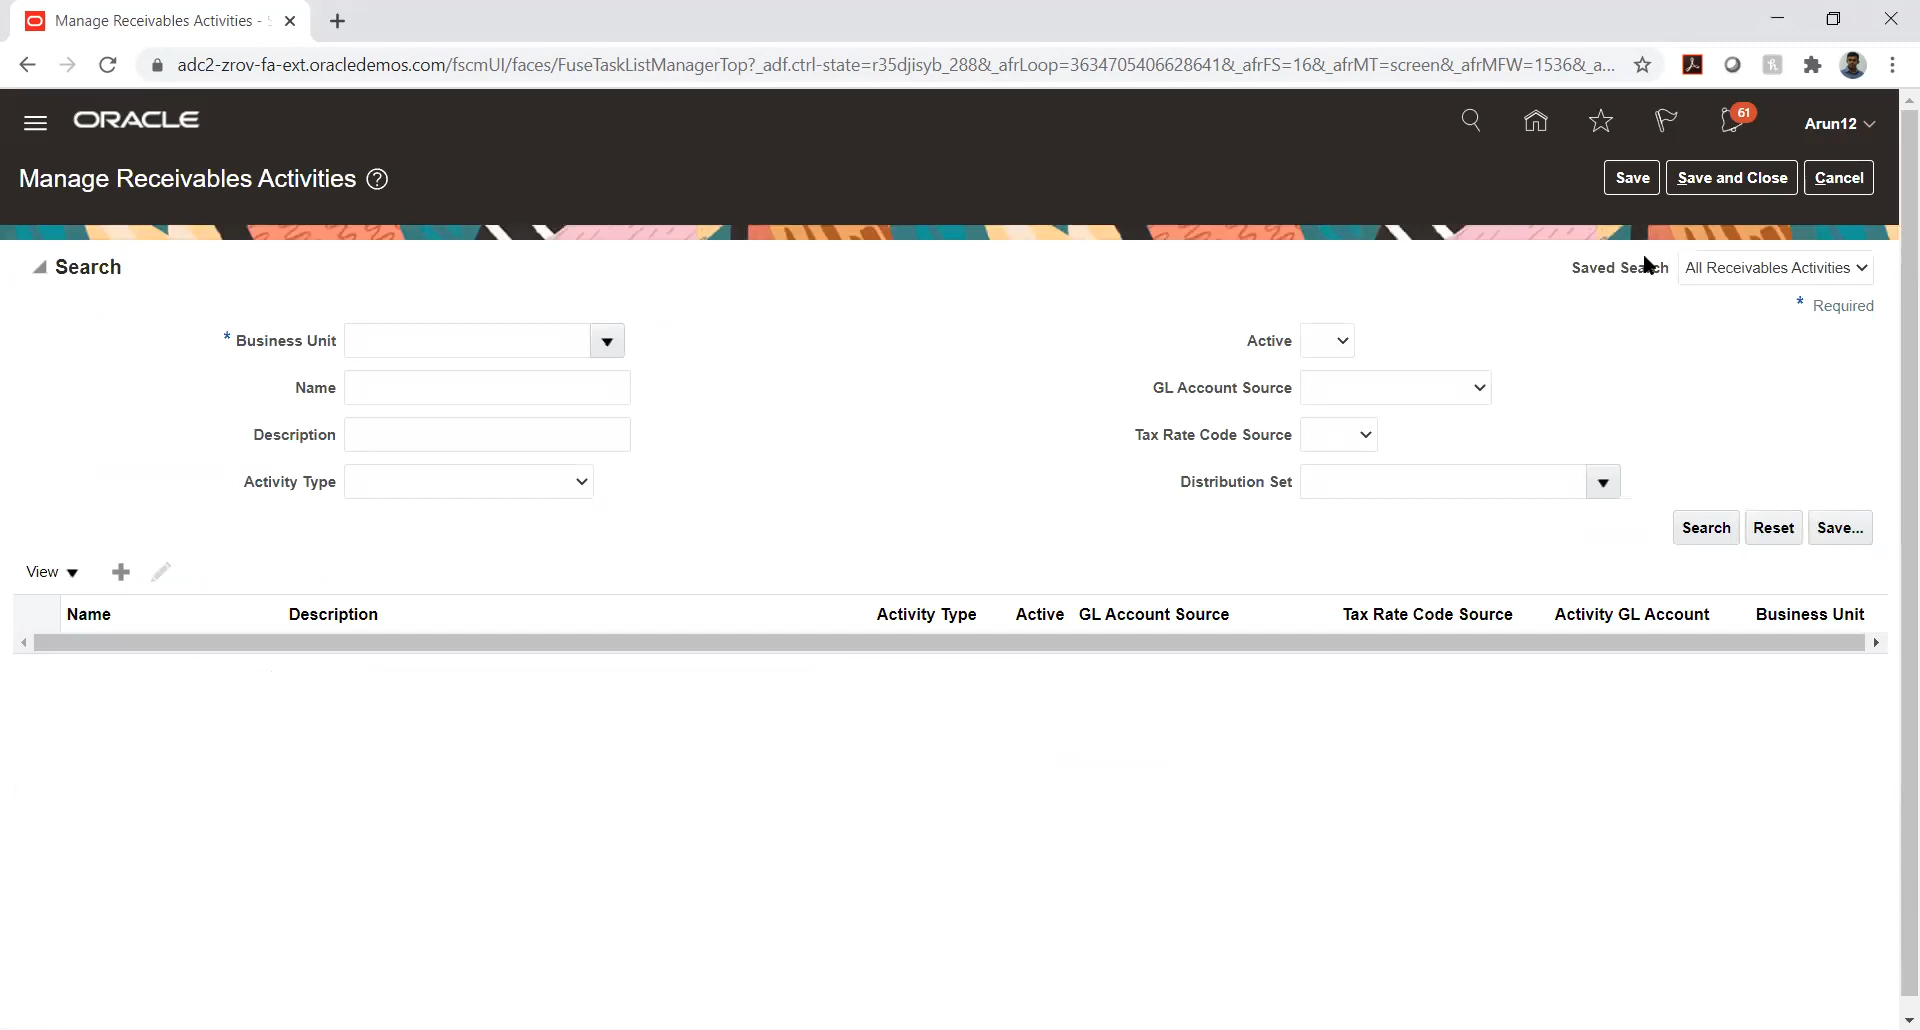 Manage Receivables Activities -
adc2-zrov-fa-ext.oracledemos.com/fscmUI/faces/FuseTaskListManagerTop?_adf.ctrl-state=r35djisyb_288&_afrLoop=3634705406628641&_afrFS=16&_afrMT=screen&_afrMFW=1536&_a...
ORACLE
61
Arun12
Manage Receivables Activities ?
Save
Save and Close
Cancel
Search
Saved Search
All Receivables Activities
* Required
* Business Unit
Active
Name
GL Account Source
Description
Tax Rate Code Source
Activity Type
Distribution Set
Search
Reset
Save...
View
Name Description Activity Type Active GL Account Source Tax Rate Code Source Activity GL Account Business Unit